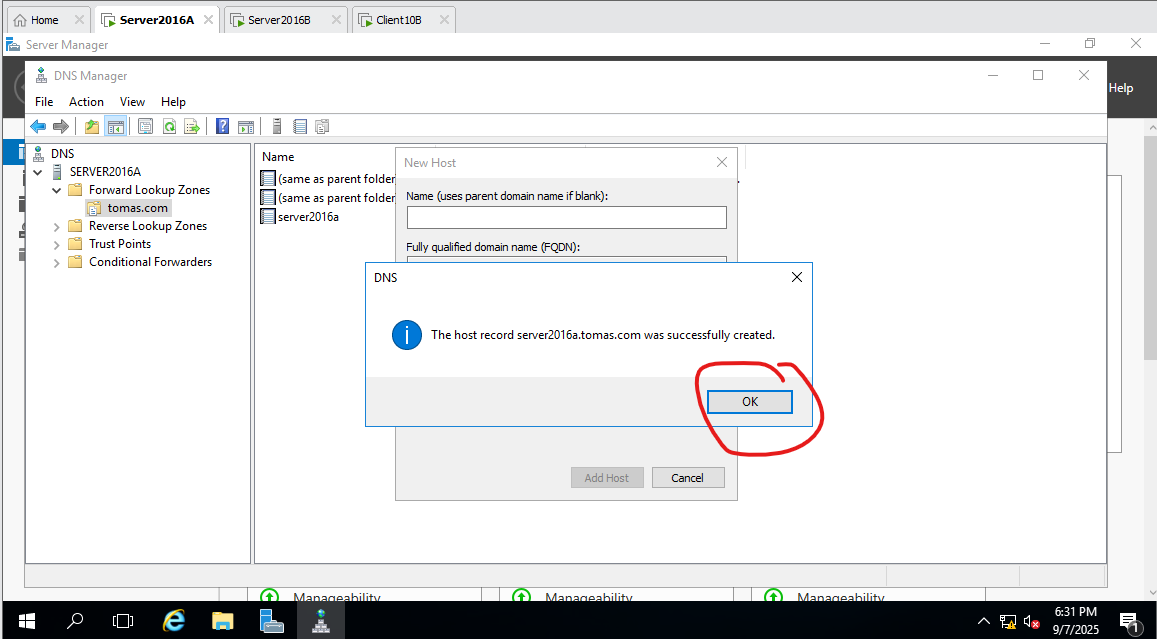 Home
Server2016A
Server2016B
Client10B
Server Manager
Help
DNS Manager
File Action View Help
DNS
SERVER2016A
Forward Lookup Zones
tomas.com
Reverse Lookup Zones
Trust Points
Conditional Forwarders
Name
(same as parent folder
(same as parent folder
server2016a
New Host
Name (uses parent domain name if blank):
Fully qualified domain name (FQDN):
DNS
The host record server2016a.tomas.com was successfully created.
OK
Add Host
Cancel
Manageability
Manageability
Manageability
6:31 PM
9/7/2025
1